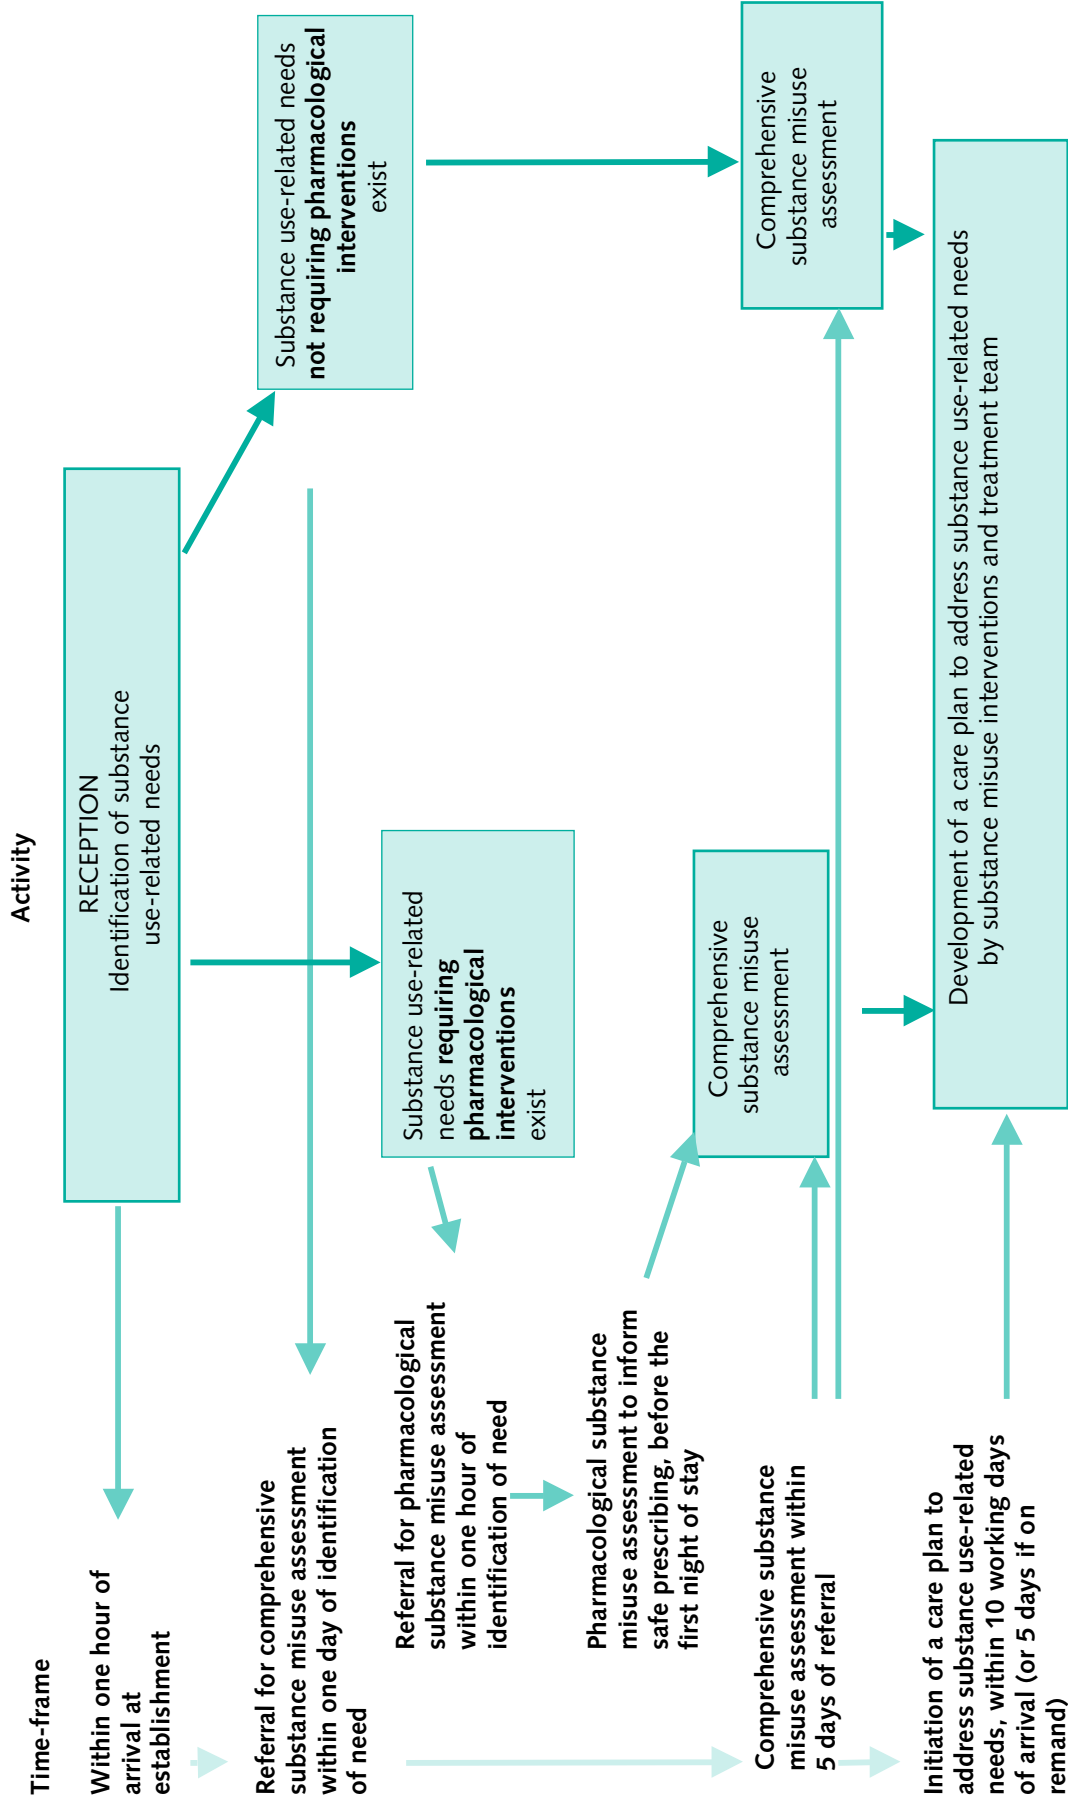 Activity
Time-frame
RECEPTION
Identification of substance
use-related needs
Within one hour of
arrival at
establishment
Substance use-related needs
not requiring pharmacological
interventions
exist
Referral for comprehensive
substance misuse assessment
within one day of identification
of need
Substance use-related
needs requiring
pharmacological
interventions
exist
Referral for pharmacological
substance misuse assessment
within one hour of
identification of need
Pharmacological substance
misuse assessment to inform
safe prescribing, before the
first night of stay
Comprehensive
substance misuse
assessment
Comprehensive
substance misuse
assessment
Comprehensive substance
misuse assessment within
5 days of referral
Development of a care plan to address substance use-related needs
by substance misuse interventions and treatment team
Initiation of a care plan to
address substance use-related
needs, within 10 working days
of arrival (or 5 days if on
remand)